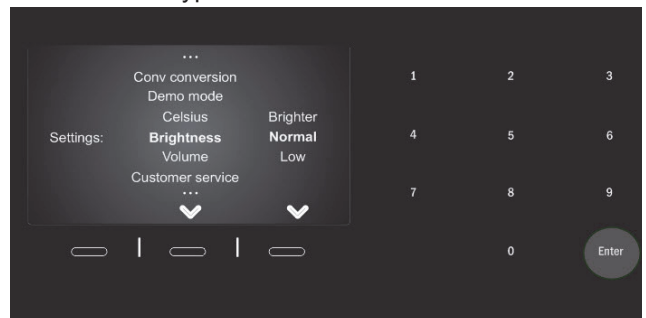 ...
Conv conversion
Demo mode
Celsius Brighter
Settings: Brightness Normal
Volume Low
Customer service
...
1 2 3
4 5 6
7 8 9
0 Enter